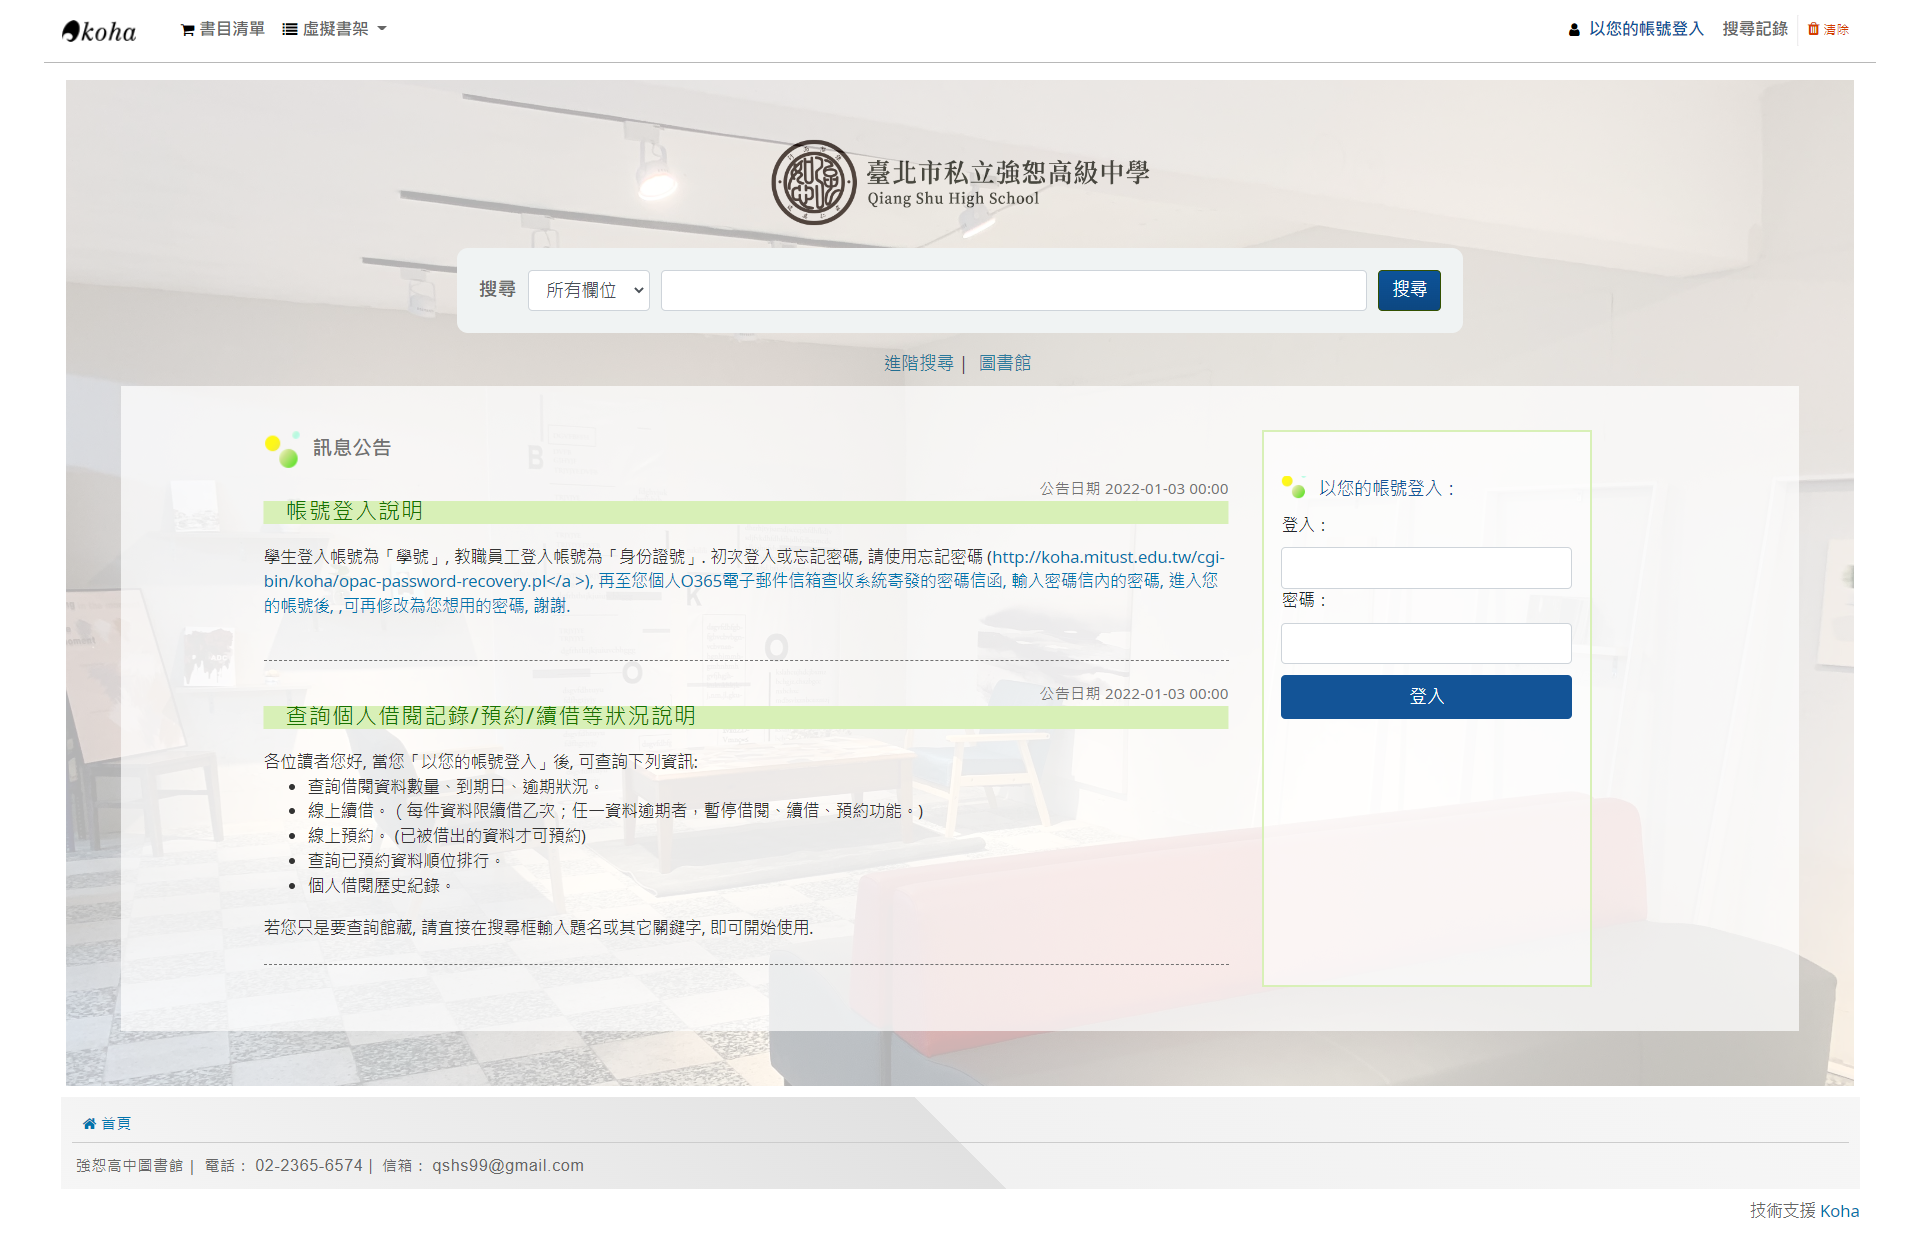 koha 書目清單 虛擬書架 以您的帳號登入 搜尋記錄 清除
臺北市私立強恕高級中學
Qiang Shu High School
搜尋 所有欄位 搜尋
進階搜尋 | 圖書館
訊息公告
公告日期 2022-01-03 00:00
帳號登入說明
學生登入帳號為「學號」, 教職員工登入帳號為「身份證號」. 初次登入或忘記密碼, 請使用忘記密碼 (http://koha.mitust.edu.tw/cgi-
bin/koha/opac-password-recovery.pl</a >), 再至您個人O365電子郵件信箱查收系統寄發的密碼信函, 輸入密碼信內的密碼, 進入您
的帳號後, ,可再修改為您想用的密碼, 謝謝.
公告日期 2022-01-03 00:00
查詢個人借閱記錄/預約/續借等狀況說明
各位讀者您好, 當您「以您的帳號登入」後, 可查詢下列資訊:
• 查詢借閱資料數量、到期日、逾期狀況。
• 線上續借。（每件資料限續借乙次；任一資料逾期者，暫停借閱、續借、預約功能。)
• 線上預約。 (已被借出的資料才可預約)
• 查詢已預約資料順位排行。
• 個人借閱歷史紀錄。
若您只是要查詢館藏, 請直接在搜尋框輸入題名或其它關鍵字, 即可開始使用.
以您的帳號登入：
登入：
密碼：
登入
首頁
強恕高中圖書館 | 電話： 02-2365-6574 | 信箱： qshs99@gmail.com
技術支援 Koha